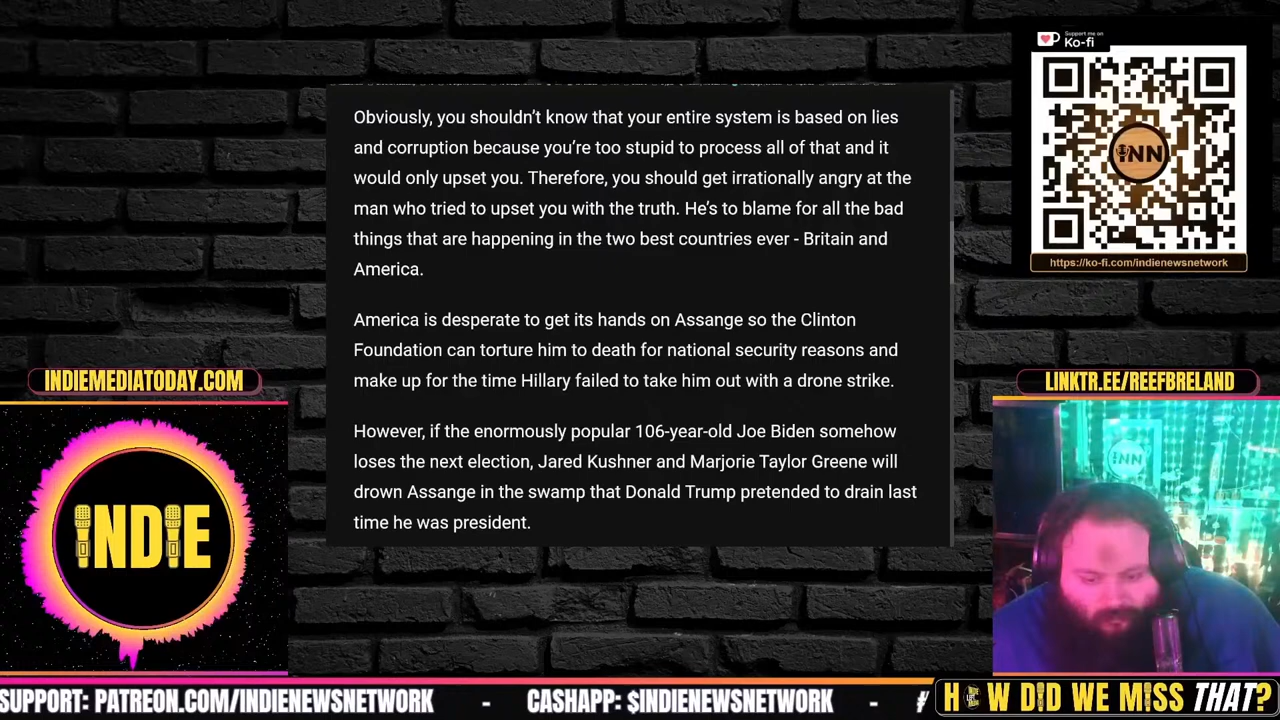 Support me on
Ko-fi
INN
https://ko-fi.com/indienewsnetwork
Obviously, you shouldn't know that your entire system is based on lies
and corruption because you're too stupid to process all of that and it
would only upset you. Therefore, you should get irrationally angry at the
man who tried to upset you with the truth. He's to blame for all the bad
things that are happening in the two best countries ever - Britain and
America.
America is desperate to get its hands on Assange so the Clinton
Foundation can torture him to death for national security reasons and
make up for the time Hillary failed to take him out with a drone strike.
However, if the enormously popular 106-year-old Joe Biden somehow
loses the next election, Jared Kushner and Marjorie Taylor Greene will
drown Assange in the swamp that Donald Trump pretended to drain last
time he was president.
INDIEMEDIATODAY.COM
INDIE
LINKTR.EE/REEFBRELAND
INN
SUPPORT: PATREON.COM/INDIENEWSNETWORK - CASHAPP: $INDIENEWSNETWORK - #
HOW DID WE MISS THAT?